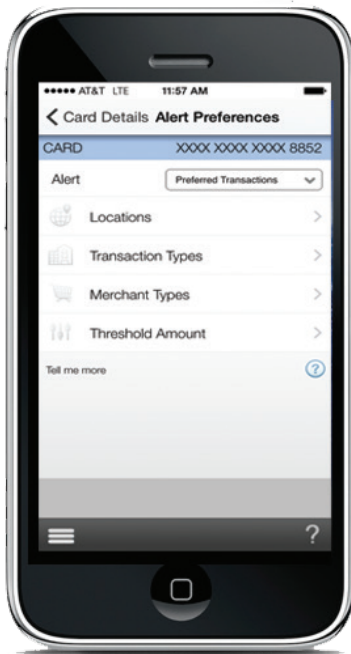 AT&T LTE 11:57 AM
Card Details Alert Preferences
CARD XXXX XXXX XXXX 8852
Alert Preferred Transactions
Locations
Transaction Types
Merchant Types
Threshold Amount
Tell me more ?
?